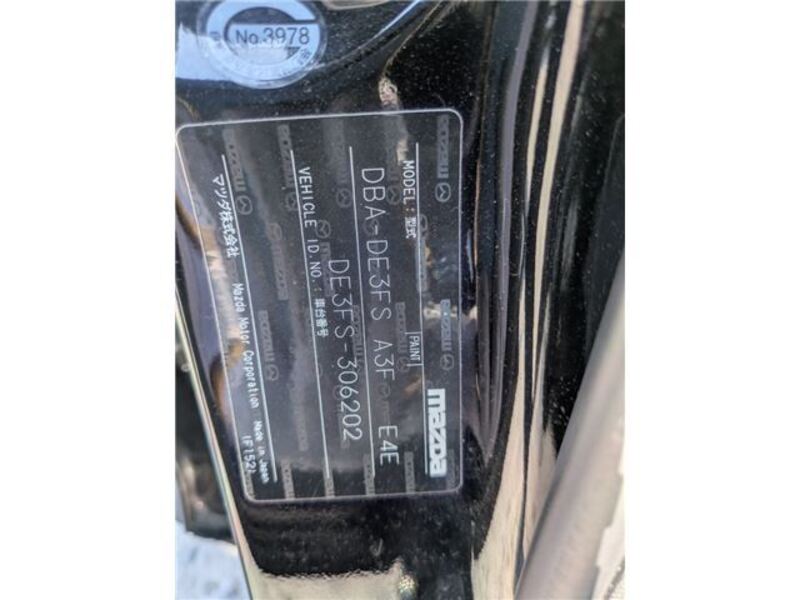 No.3978
mazda
MODEL:型式
PAINT
DBA-DE3FS A3F E4E
DE3FS-306202
VEHICLE ID.NO.:車台番号
マツダ株式会社 Mazda Motor Corporation Made in Japan
(F152)